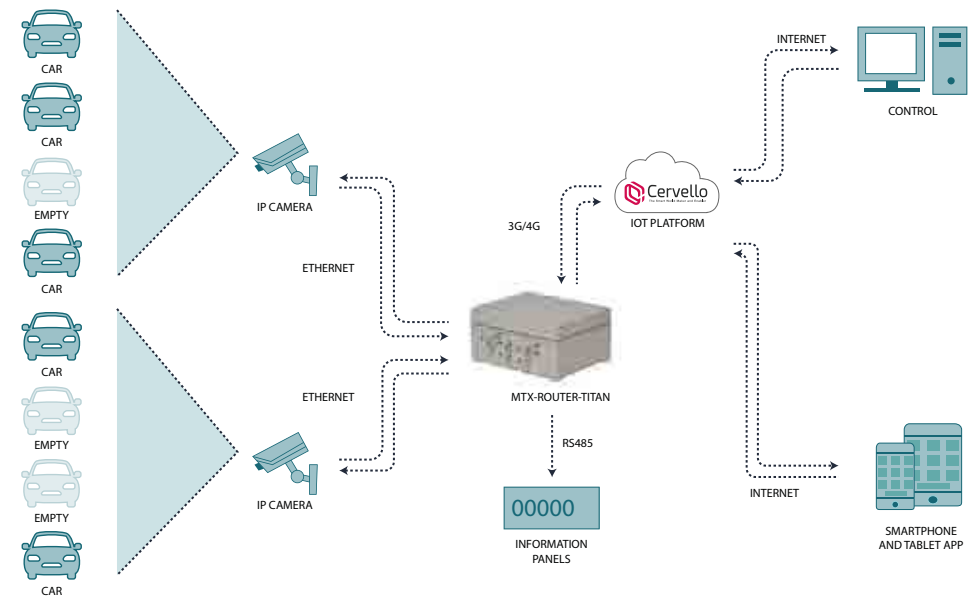 CAR
CAR
EMPTY
CAR
CAR
EMPTY
EMPTY
CAR
IP CAMERA
ETHERNET
ETHERNET
IP CAMERA
3G/4G
MTX-ROUTER-TITAN
RS485
00000
INFORMATION
PANELS
Cervello
IOT PLATFORM
INTERNET
CONTROL
INTERNET
SMARTPHONE
AND TABLET APP